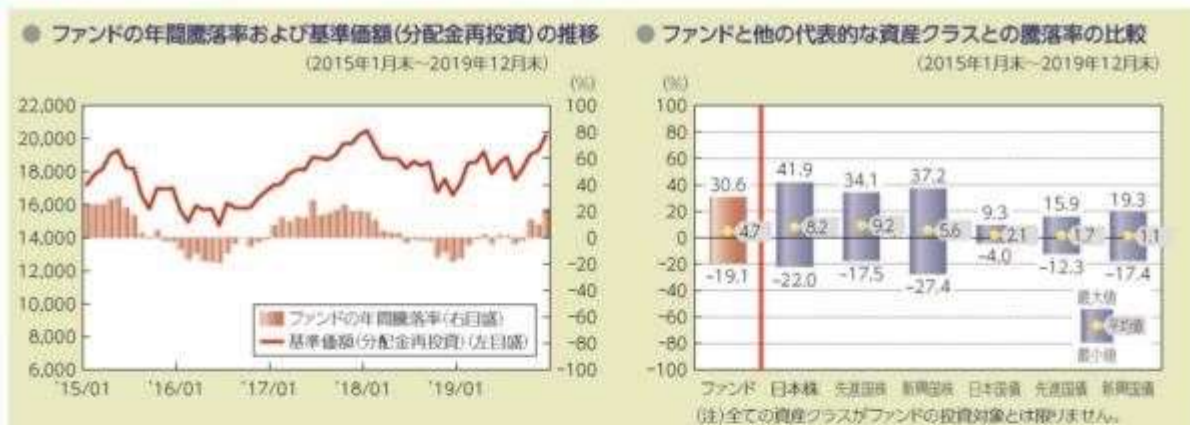 ● ファンドの年間騰落率および基準価額(分配金再投資)の推移
(2015年1月末～2019年12月末)
(%)
22,000
20,000
18,000
16,000
14,000
12,000
10,000
8,000
6,000
100
80
60
40
20
0
-20
-40
-60
-80
-100
ファンドの年間騰落率(右目盛)
基準価額(分配金再投資)(左目盛)
'15/01 '16/01 '17/01 '18/01 '19/01
● ファンドと他の代表的な資産クラスとの騰落率の比較
(2015年1月末～2019年12月末)
(%)
100
80
60
40
20
0
-20
-40
-60
-80
-100
30.6 41.9 34.1 37.2 9.3 15.9 19.3
4.7 8.2 9.2 5.6 2.1 1.7 1.1
-19.1 -22.0 -17.5 -27.4 -4.0 -12.3 -17.4
最大値
平均値
最小値
ファンド 日本株 先進国株 新興国株 日本国債 先進国債 新興国債
(注)全ての資産クラスがファンドの投資対象とは限りません。